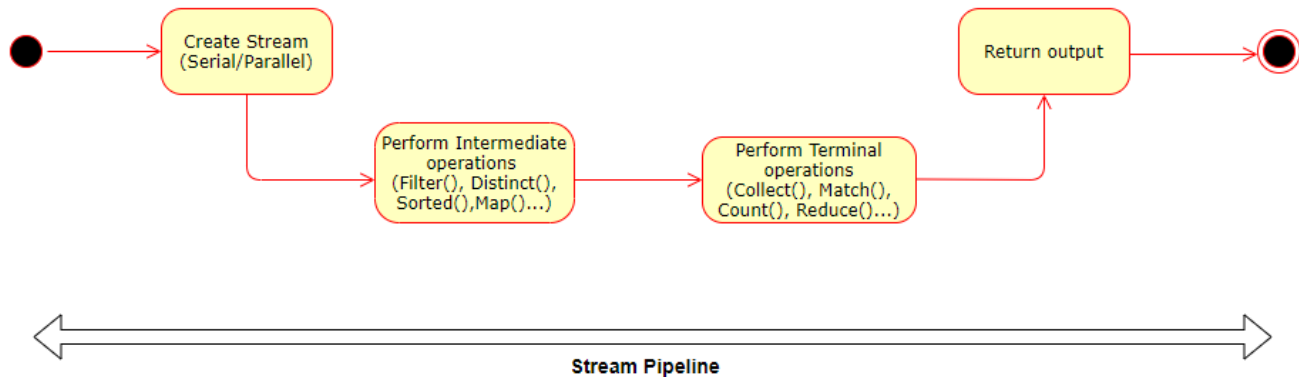 Create Stream
(Serial/Parallel)
Perform Intermediate
operations
(Filter(), Distinct(),
Sorted(),Map()...)
Perform Terminal
operations
(Collect(), Match(),
Count(), Reduce()...)
Return output
Stream Pipeline